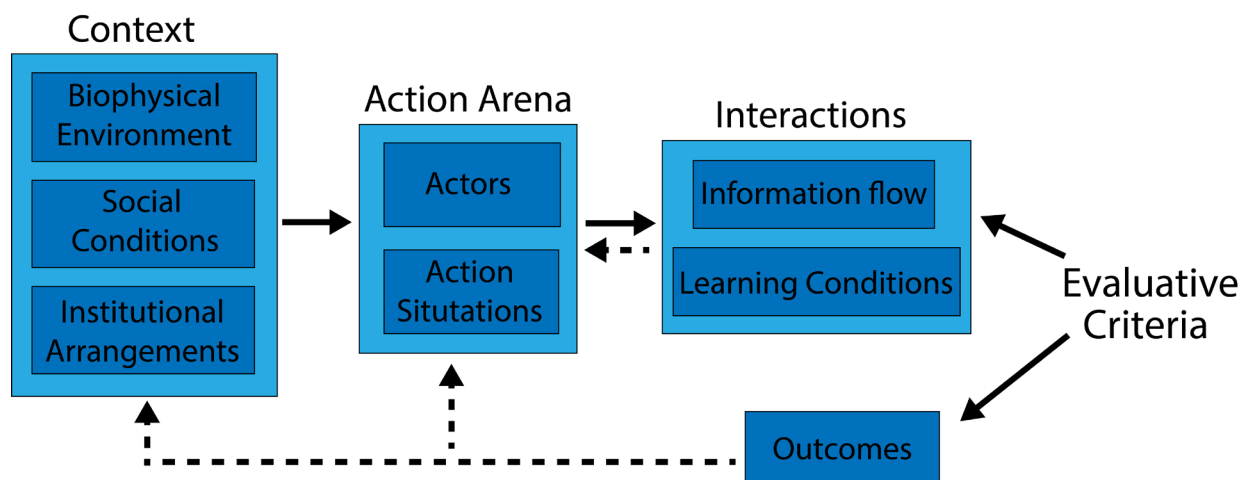 Context
Biophysical
Environment
Social
Conditions
Institutional
Arrangements
Action Arena
Actors
Action
Situtations
Interactions
Information flow
Learning Conditions
Evaluative
Criteria
Outcomes